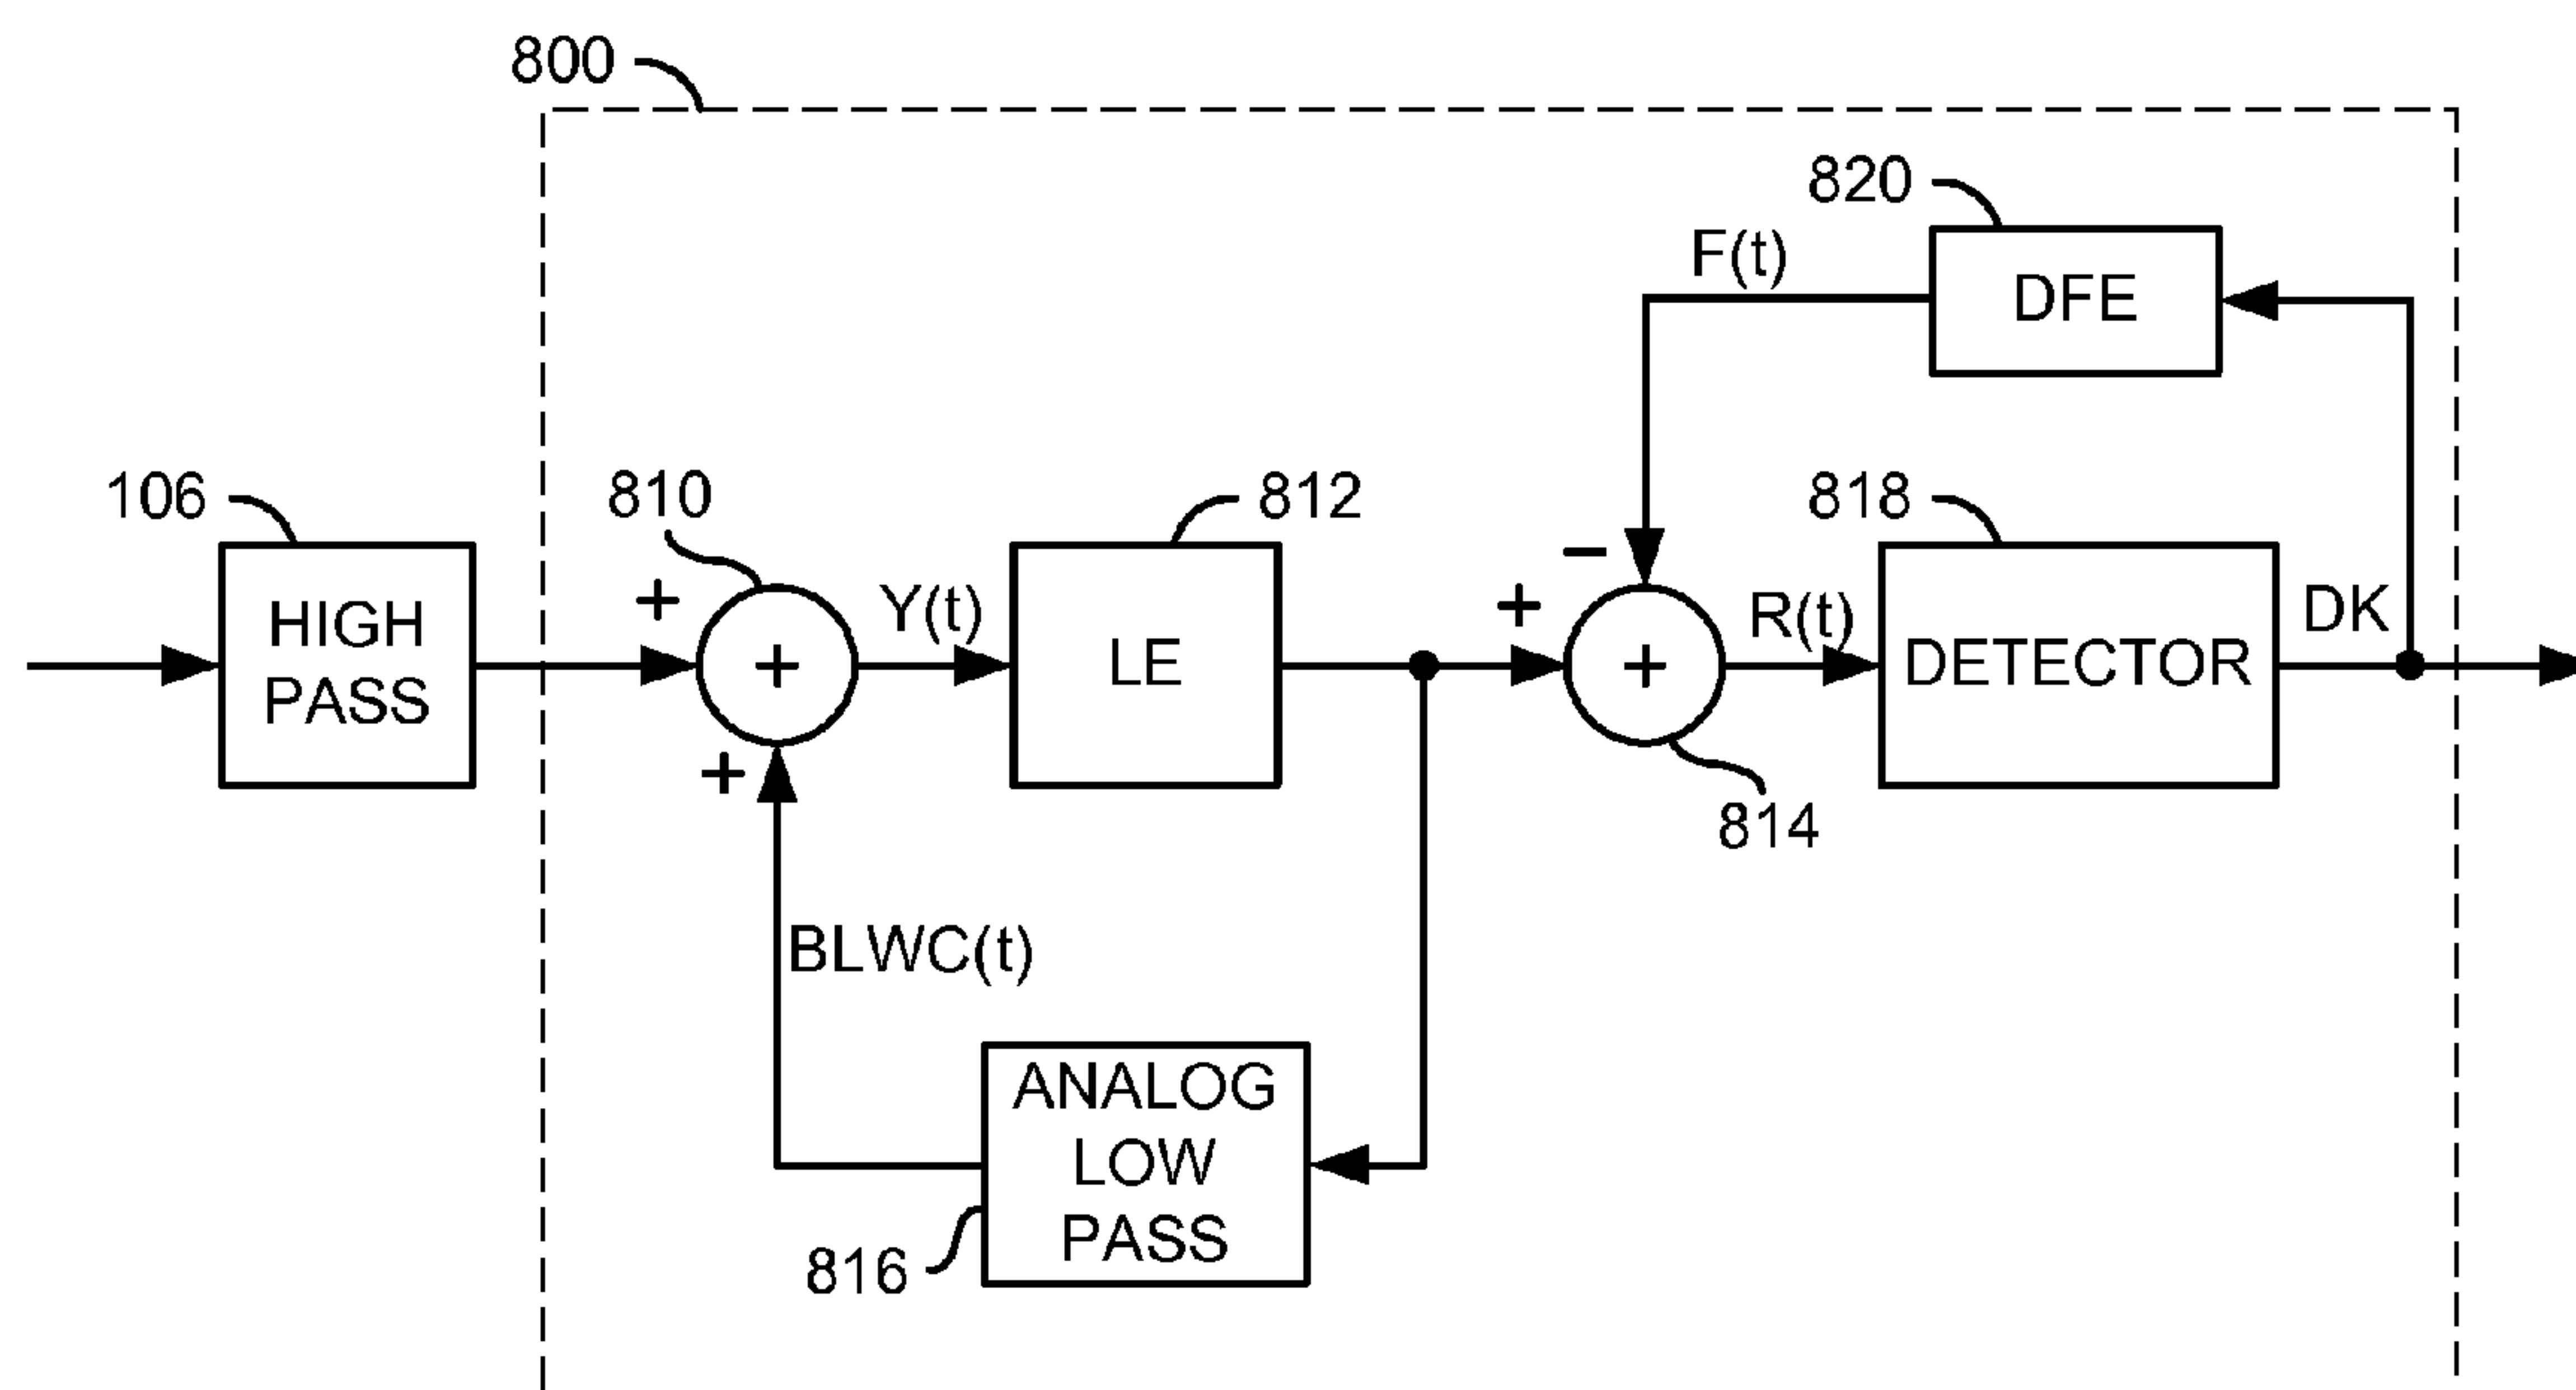 800
820
F(t)
DFE
106
810
812
818
+
−
HIGH
PASS
+
Y(t)
LE
+
+
R(t)
DETECTOR
DK
+
814
BLWC(t)
ANALOG
LOW
PASS
816